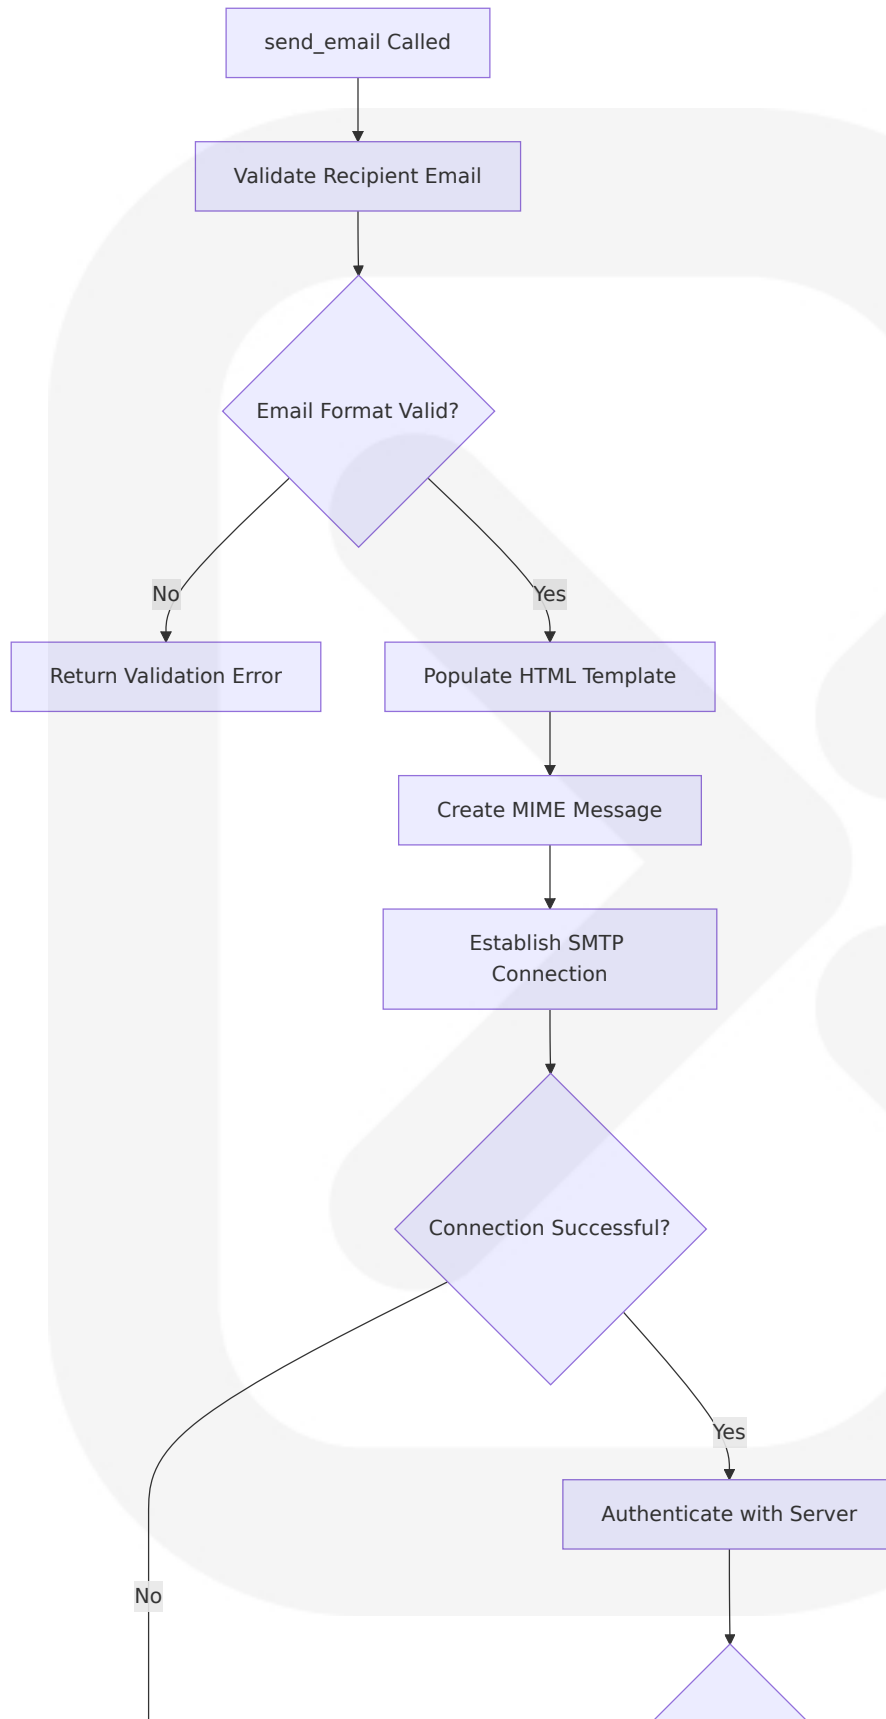 send_email Called
Validate Recipient Email
Email Format Valid?
No
Yes
Return Validation Error
Populate HTML Template
Create MIME Message
Establish SMTP
Connection
Connection Successful?
Yes
Authenticate with Server
No